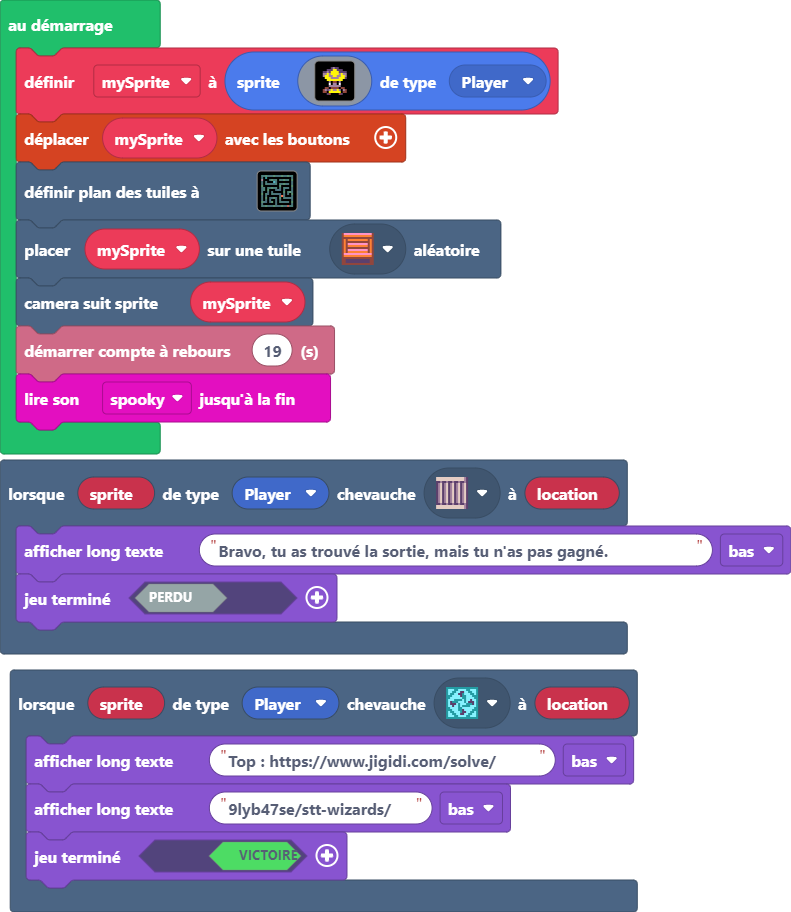 au démarrage
définir mySprite à sprite de type Player
déplacer mySprite avec les boutons
définir plan des tuiles à
placer mySprite sur une tuile aléatoire
camera suit sprite mySprite
démarrer compte à rebours 19 (s)
lire son spooky jusqu'à la fin
lorsque sprite de type Player chevauche à location
afficher long texte "Bravo, tu as trouvé la sortie, mais tu n'as pas gagné." bas
jeu terminé PERDU
lorsque sprite de type Player chevauche à location
afficher long texte "Top : https://www.jigidi.com/solve/" bas
afficher long texte "9lyb47se/stt-wizards/" bas
jeu terminé VICTOIRE